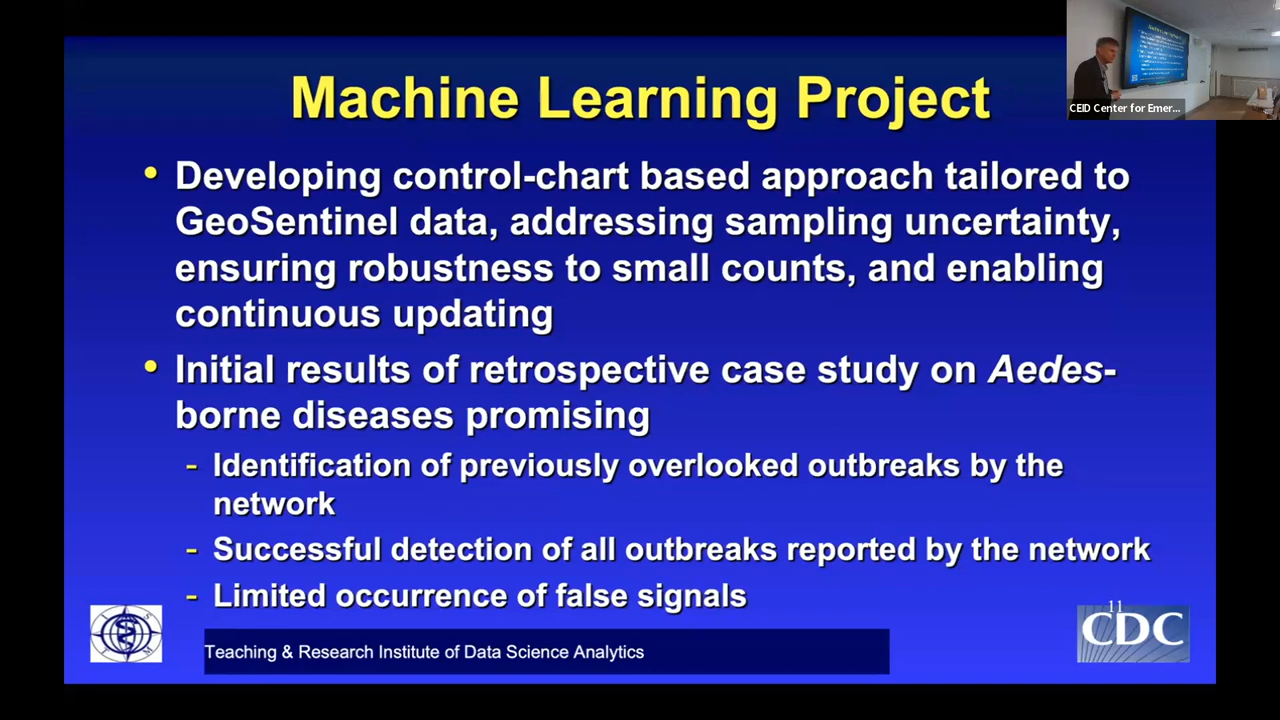 Machine Learning Project
CEID Center for Emer...
• Developing control-chart based approach tailored to
GeoSentinel data, addressing sampling uncertainty,
ensuring robustness to small counts, and enabling
continuous updating
• Initial results of retrospective case study on Aedes-
borne diseases promising
- Identification of previously overlooked outbreaks by the
network
- Successful detection of all outbreaks reported by the network
- Limited occurrence of false signals
Teaching & Research Institute of Data Science Analytics
11
CDC